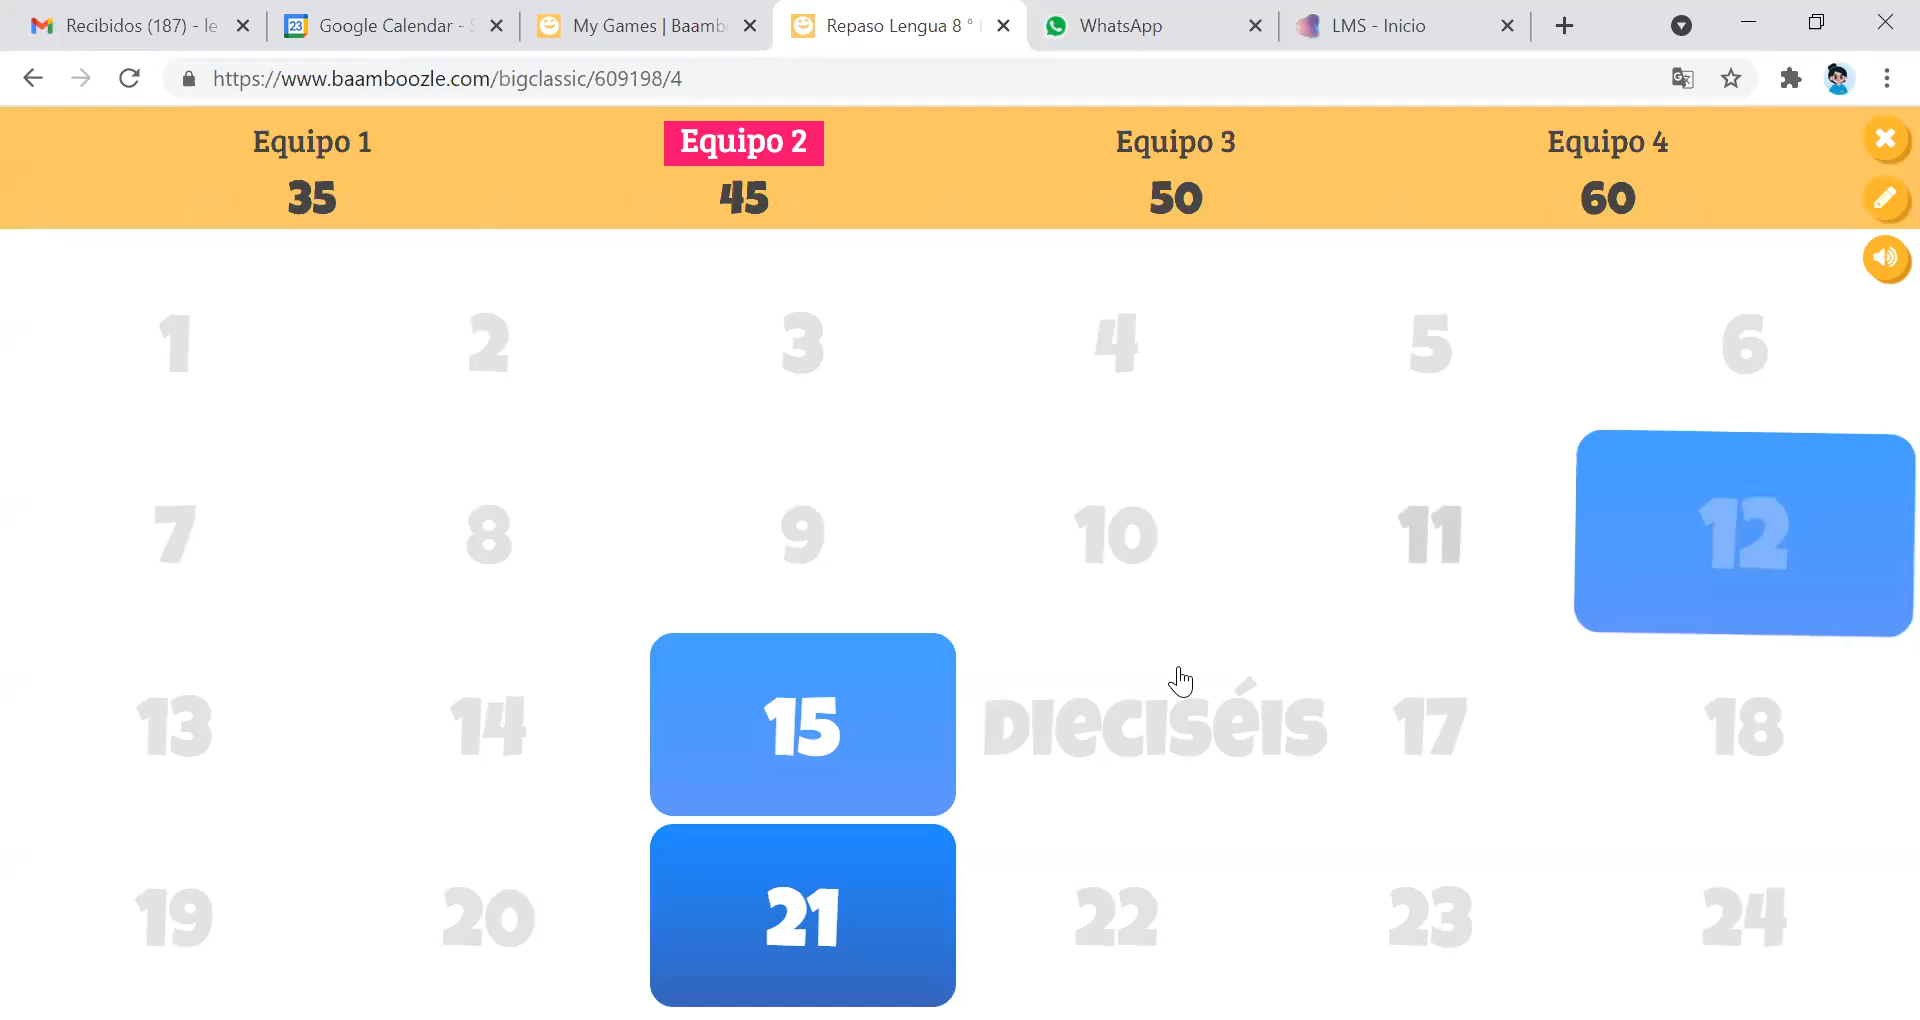 Recibidos (187) - le
Google Calendar - S
My Games | Baamb
Repaso Lengua 8 °
WhatsApp
LMS - Inicio
https://www.baamboozle.com/bigclassic/609198/4
Equipo 1
Equipo 2
Equipo 3
Equipo 4
35
45
50
60
1
2
3
4
5
6
7
8
9
10
11
12
13
14
15
Dieciséis
17
18
19
20
21
22
23
24